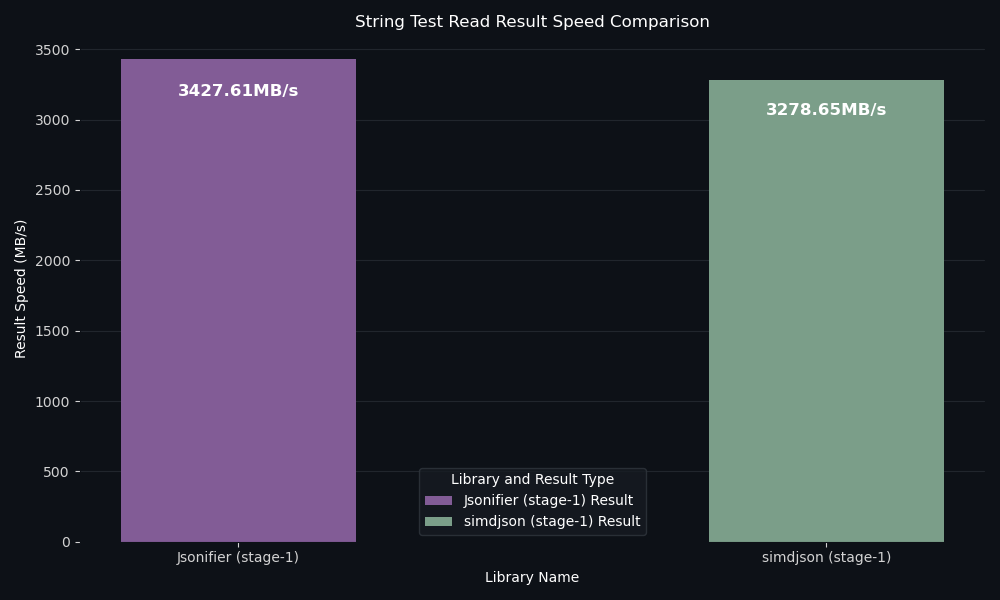 String Test Read Result Speed Comparison
3500
3000
2500
2000
1500
1000
500
0
Result Speed (MB/s)
3427.61MB/s
3278.65MB/s
Library and Result Type
Jsonifier (stage-1) Result
simdjson (stage-1) Result
Jsonifier (stage-1)
simdjson (stage-1)
Library Name